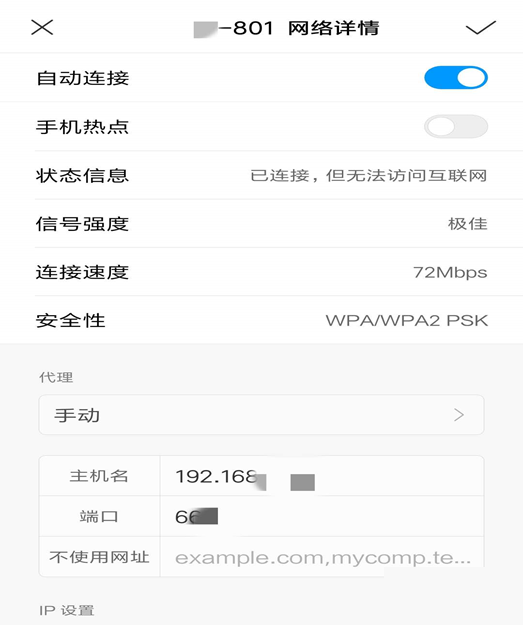 -801 网络详情
自动连接
手机热点
状态信息 已连接，但无法访问互联网
信号强度 极佳
连接速度 72Mbps
安全性 WPA/WPA2 PSK
代理
手动
主机名 192.168
端口 6
不使用网址 example.com,mycomp.te...
IP 设置